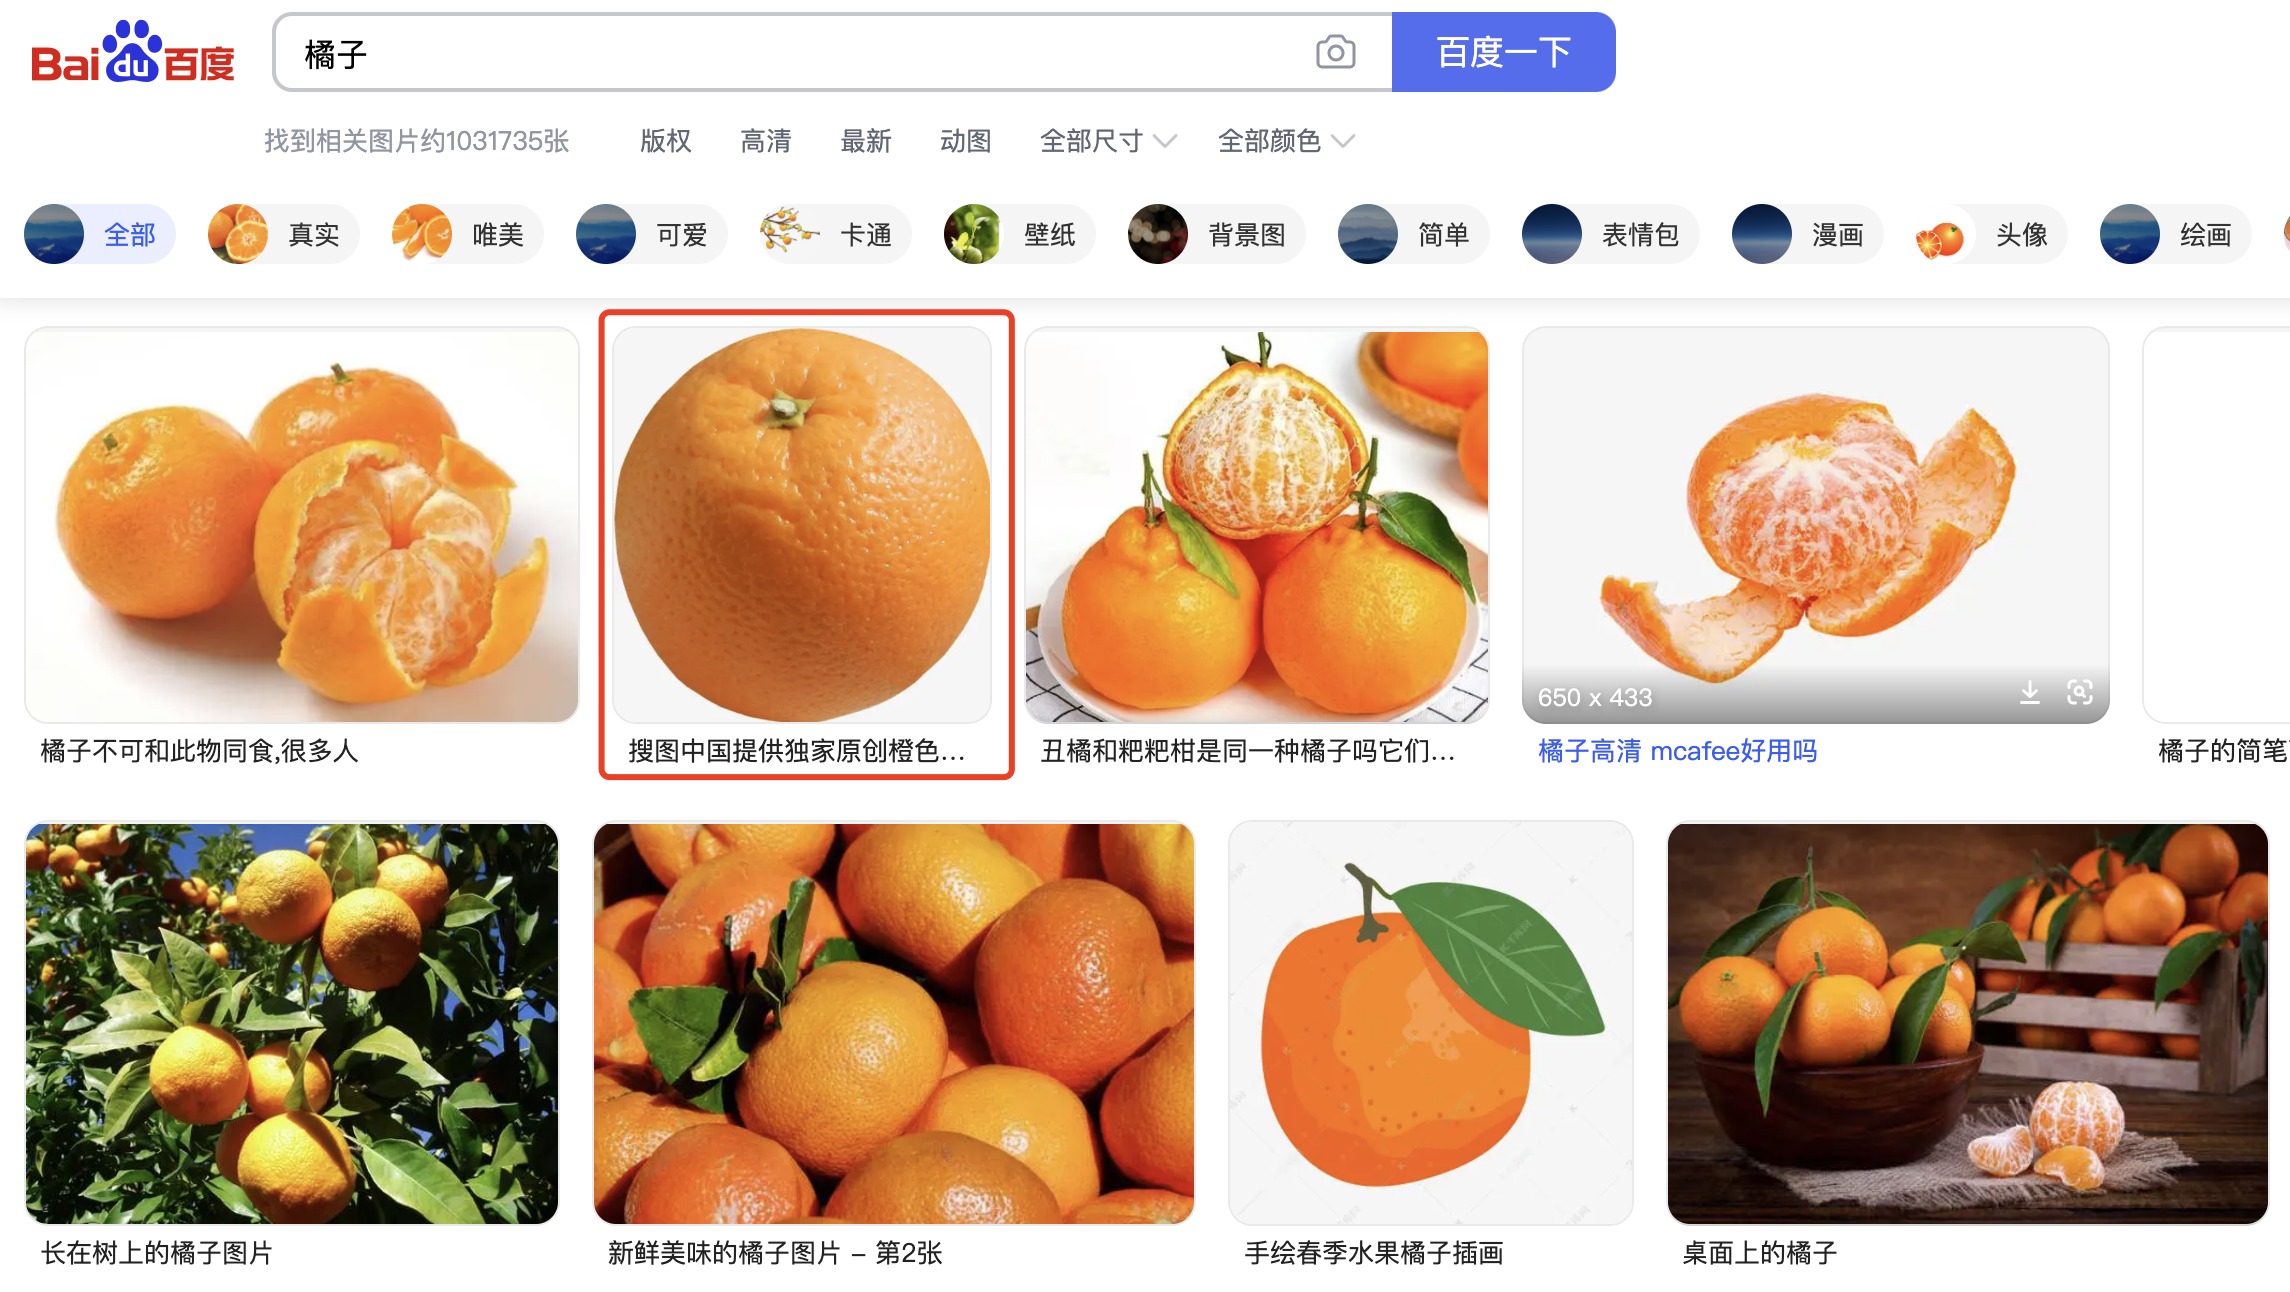 Baidu百度
橘子
百度一下
找到相关图片约1031735张
版权
高清
最新
动图
全部尺寸
全部颜色
全部
真实
唯美
可爱
卡通
壁纸
背景图
简单
表情包
漫画
头像
绘画
650 x 433
橘子不可和此物同食,很多人
搜图中国提供独家原创橙色...
丑橘和粑粑柑是同一种橘子吗它们...
橘子高清 mcafee好用吗
橘子的简笔
长在树上的橘子图片
新鲜美味的橘子图片 – 第2张
手绘春季水果橘子插画
桌面上的橘子